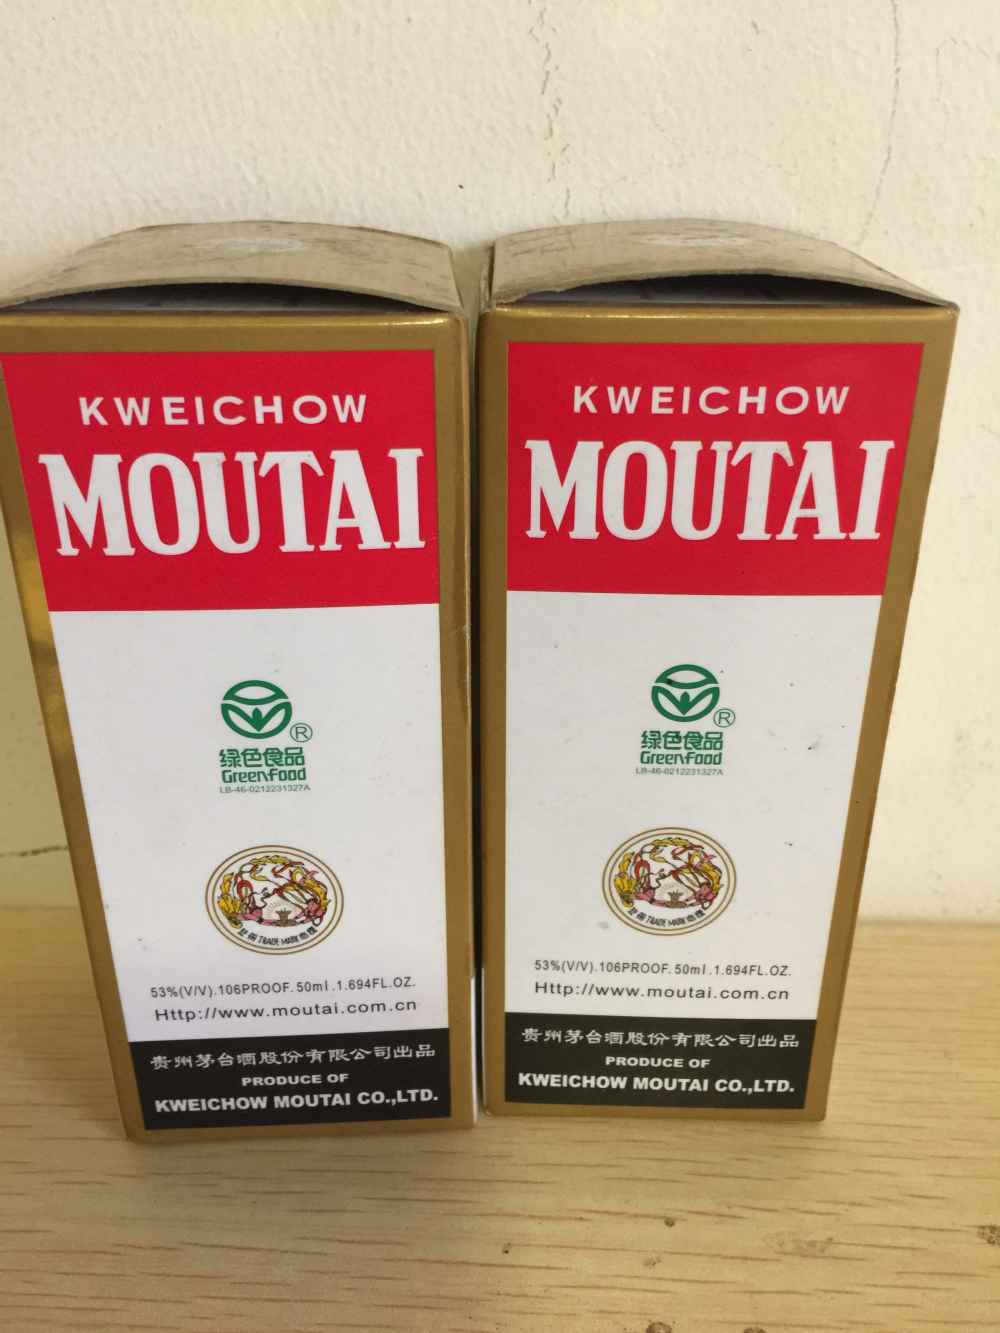 KWEICHOW
MOUTAI
®
绿色食品
Greenfood
LB-46-0212231327A
TRADE MARK
53%(V/V).106PROOF.50ml.1.694FL.OZ.
Http://www.moutai.com.cn
贵州茅台酒股份有限公司出品
PRODUCE OF
KWEICHOW MOUTAI CO.,LTD.
KWEICHOW
MOUTAI
®
绿色食品
Greenfood
LB-46-0212231327A
TRADE MARK
53%(V/V).106PROOF.50ml.1.694FL.OZ.
Http://www.moutai.com.cn
贵州茅台酒股份有限公司出品
PRODUCE OF
KWEICHOW MOUTAI CO.,LTD.